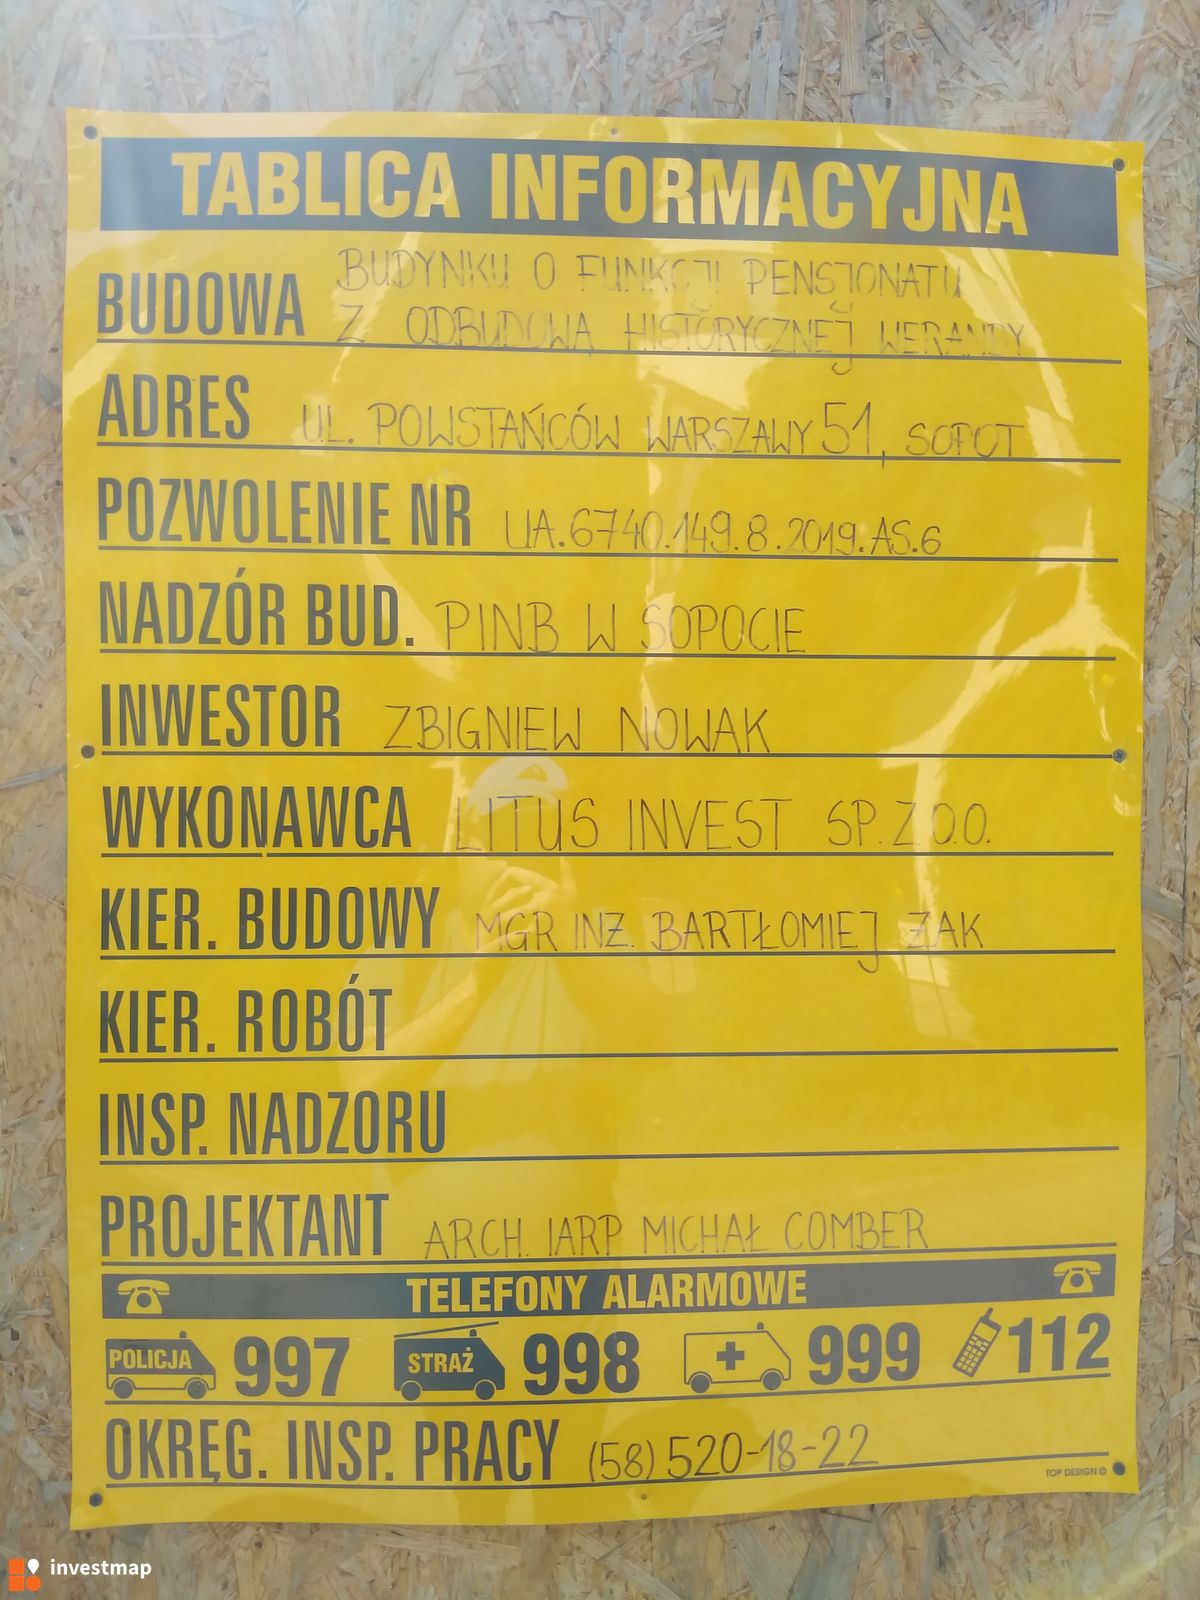 TABLICA INFORMACYJNA
BUDOWA BUDYNKU O FUNKCJI PENSJONATU
Z ODBUDOWĄ HISTORYCZNEJ WERANDY
ADRES UL. POWSTAŃCÓW WARSZAWY 51, SOPOT
POZWOLENIE NR UA.6740.149.8.2019.AS.6
NADZÓR BUD. PINB W SOPOCIE
INWESTOR ZBIGNIEW NOWAK
WYKONAWCA LITUS INVEST SP. Z O.O.
KIER. BUDOWY MGR INŻ. BARTŁOMIEJ ŻAK
KIER. ROBÓT
INSP. NADZORU
PROJEKTANT ARCH. IARP MICHAŁ COMBER
TELEFONY ALARMOWE
POLICJA 997 STRAŻ 998 999 112
OKRĘG. INSP. PRACY (58) 520-18-22
TOP DESIGN ©
investmap